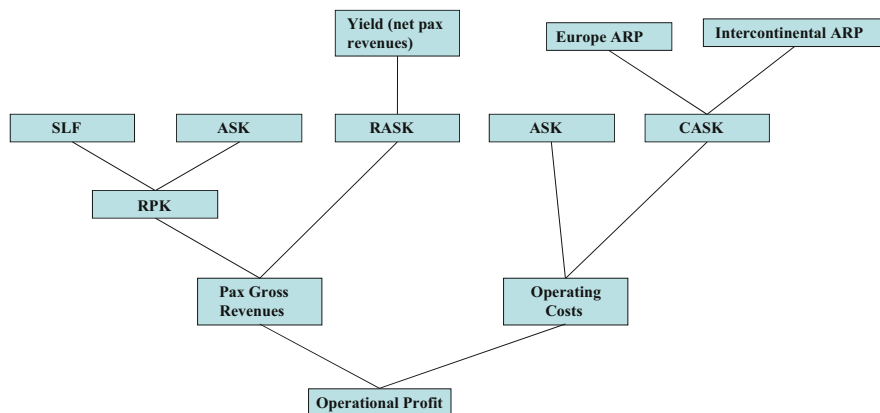 Yield (net pax
revenues)
Europe ARP
Intercontinental ARP
SLF
ASK
RASK
ASK
CASK
RPK
Pax Gross
Revenues
Operating
Costs
Operational Profit